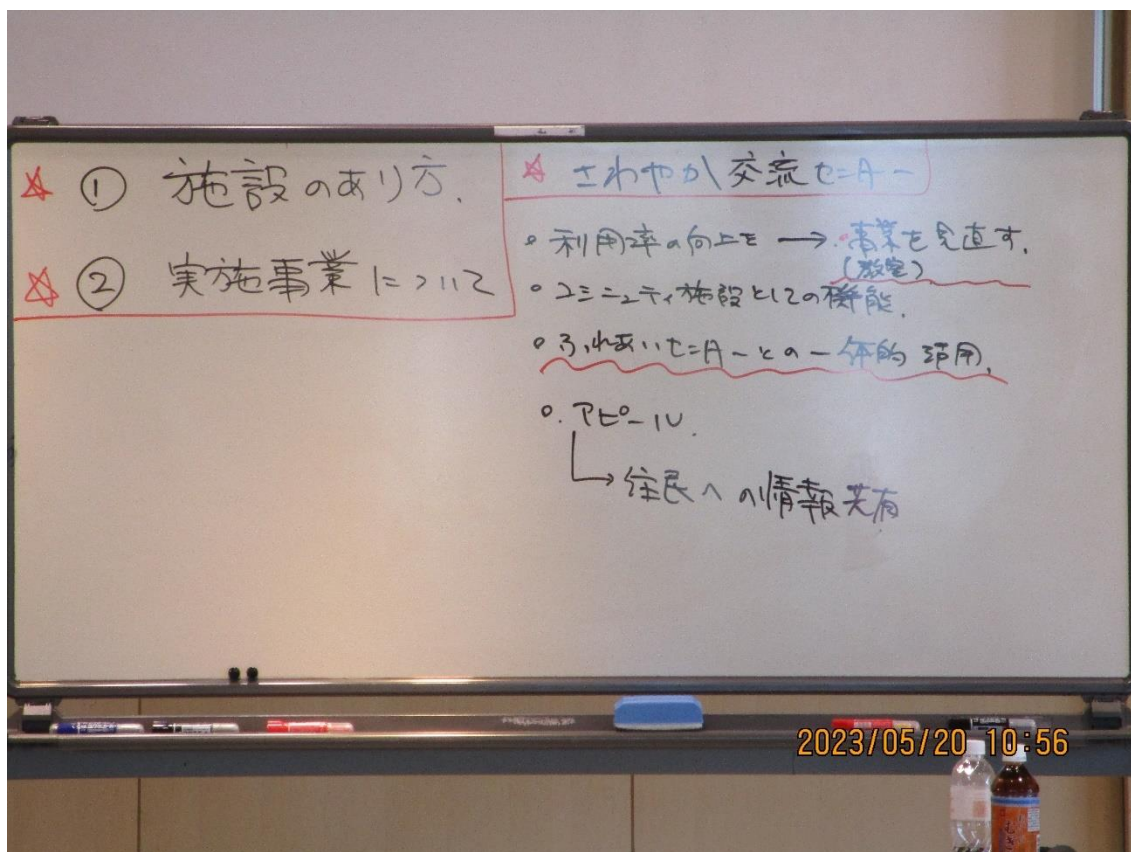 ☆ ① 施設のあり方.
☆ ② 実施事業について
☆ さわやか交流センター
• 利用率の向上を → • 事業を見直す.
(教室)
• コミュニティ施設としての機能.
• ふれあいセンターとの一体的活用.
• . アピール.
↳ 住民への情報共有
2023/05/20 10:56